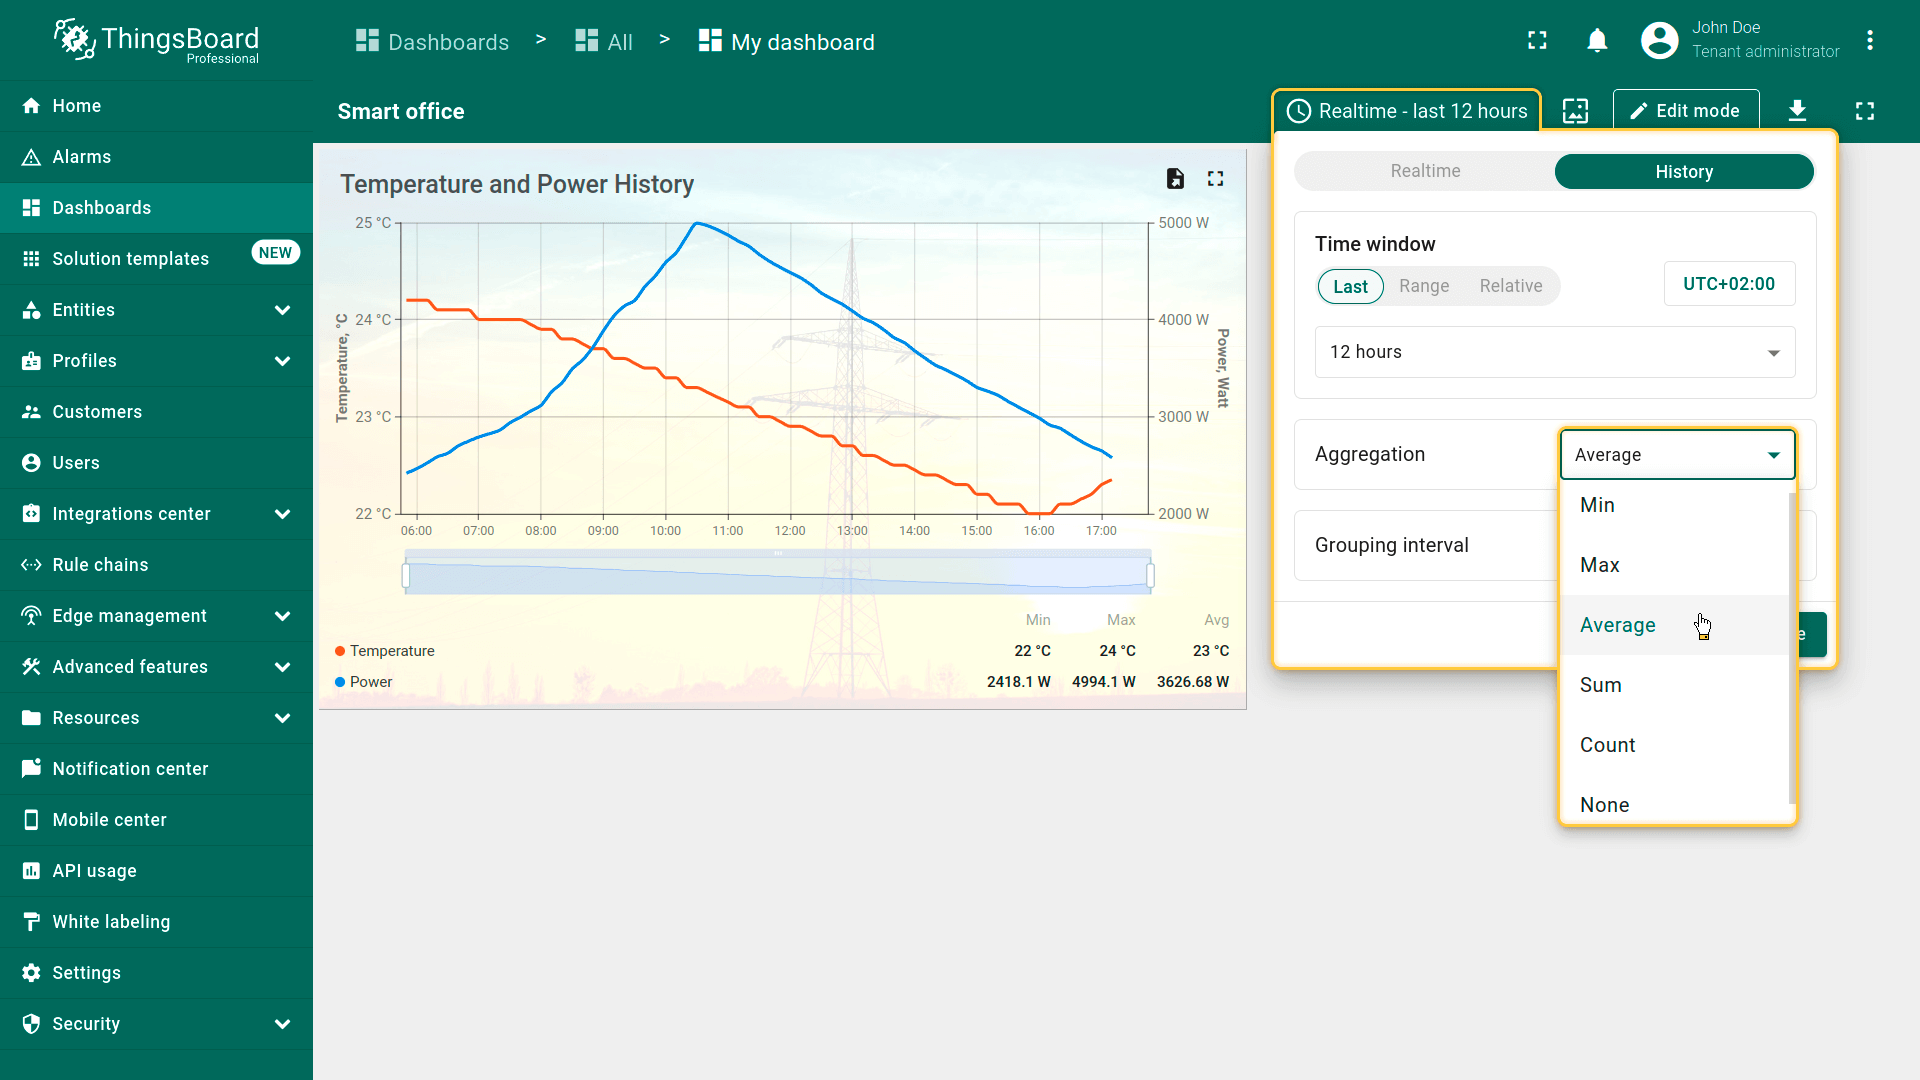 ThingsBoard
Professional
Dashboards > All > My dashboard
John Doe
Tenant administrator
Home
Alarms
Dashboards
Solution templates NEW
Entities
Profiles
Customers
Users
Integrations center
Rule chains
Edge management
Advanced features
Resources
Notification center
Mobile center
API usage
White labeling
Settings
Security
Smart office
Realtime - last 12 hours
Edit mode
Temperature and Power History
25 °C
24 °C
23 °C
22 °C
Temperature, °C
5000 W
4000 W
3000 W
2000 W
Power, Watt
06:00 07:00 08:00 09:00 10:00 11:00 12:00 13:00 14:00 15:00 16:00 17:00
Min Max Avg
Temperature 22 °C 24 °C 23 °C
Power 2418.1 W 4994.1 W 3626.68 W
Realtime History
Time window
Last Range Relative
UTC+02:00
12 hours
Aggregation
Average
Min
Max
Average
Sum
Count
None
Grouping interval